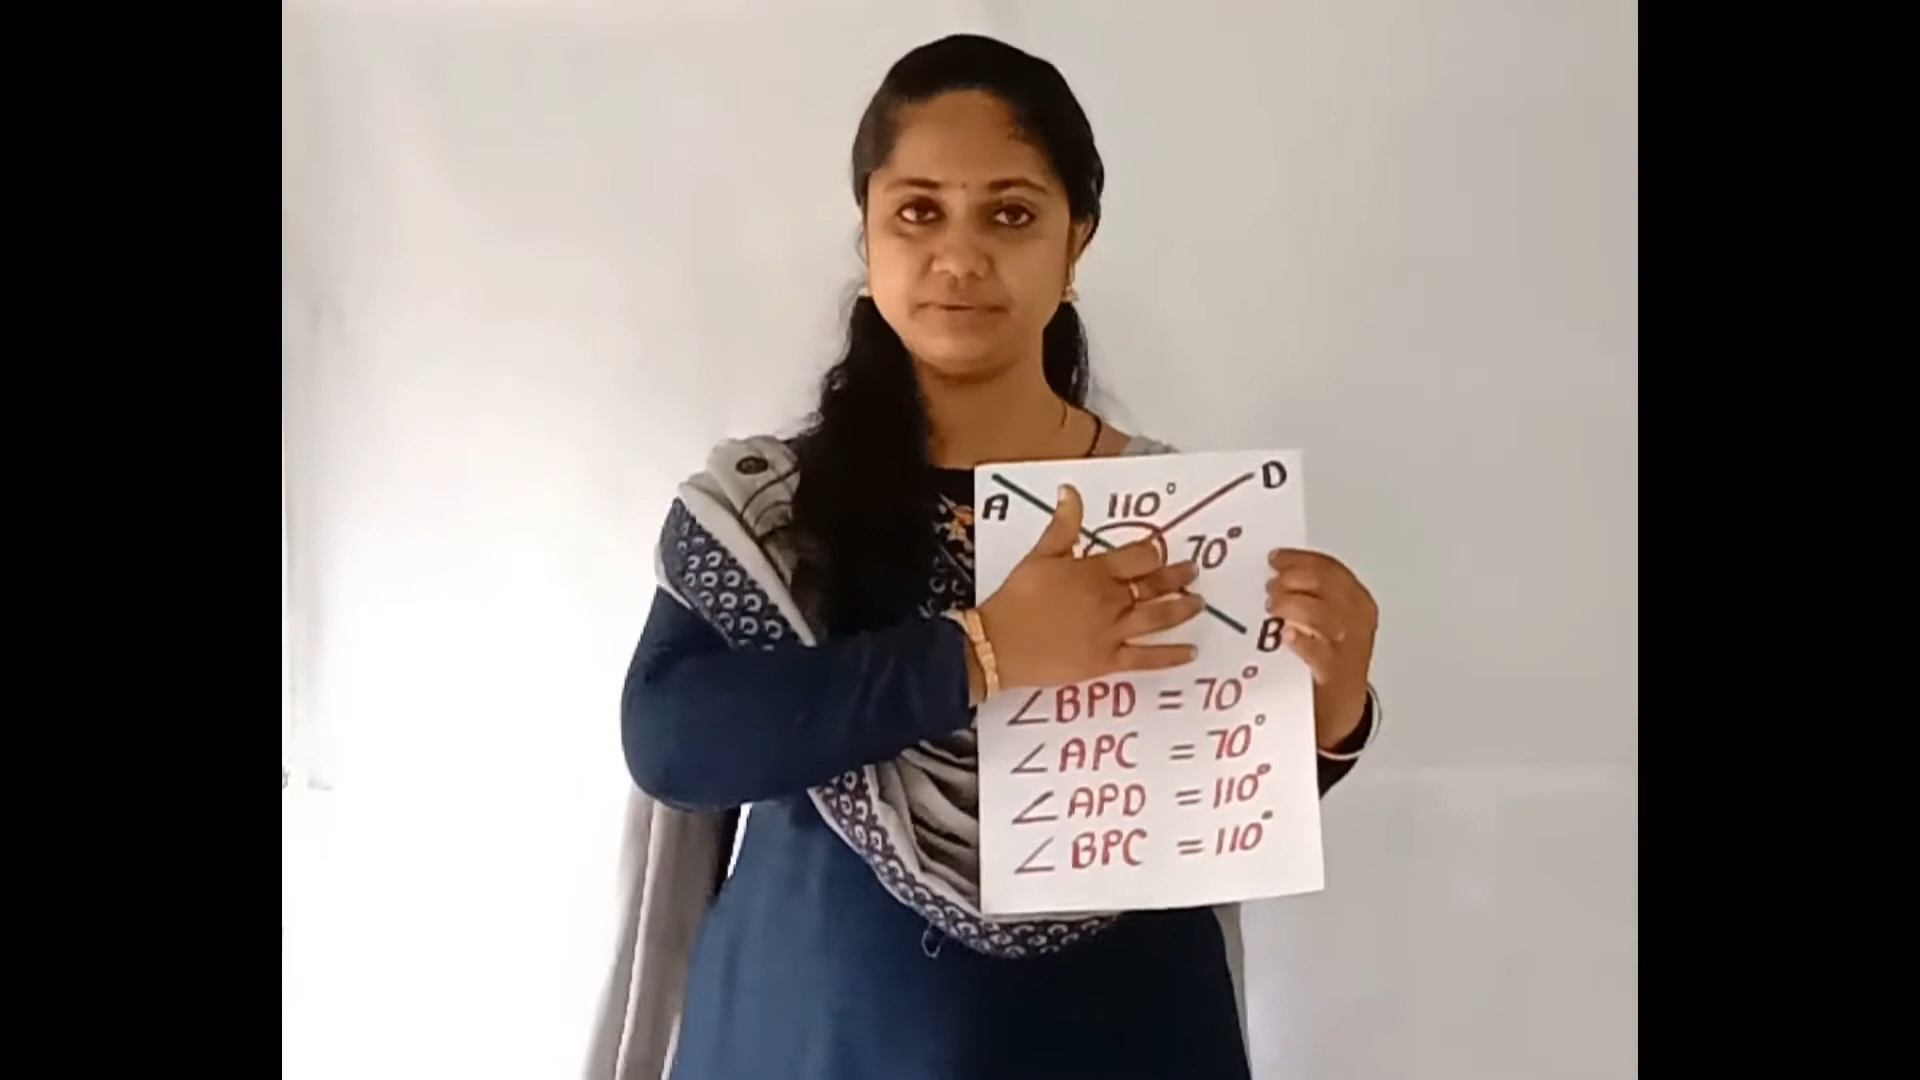 D
A 110°
70°
B
∠BPD = 70°
∠APC = 70°
∠APD = 110°
∠BPC = 110°